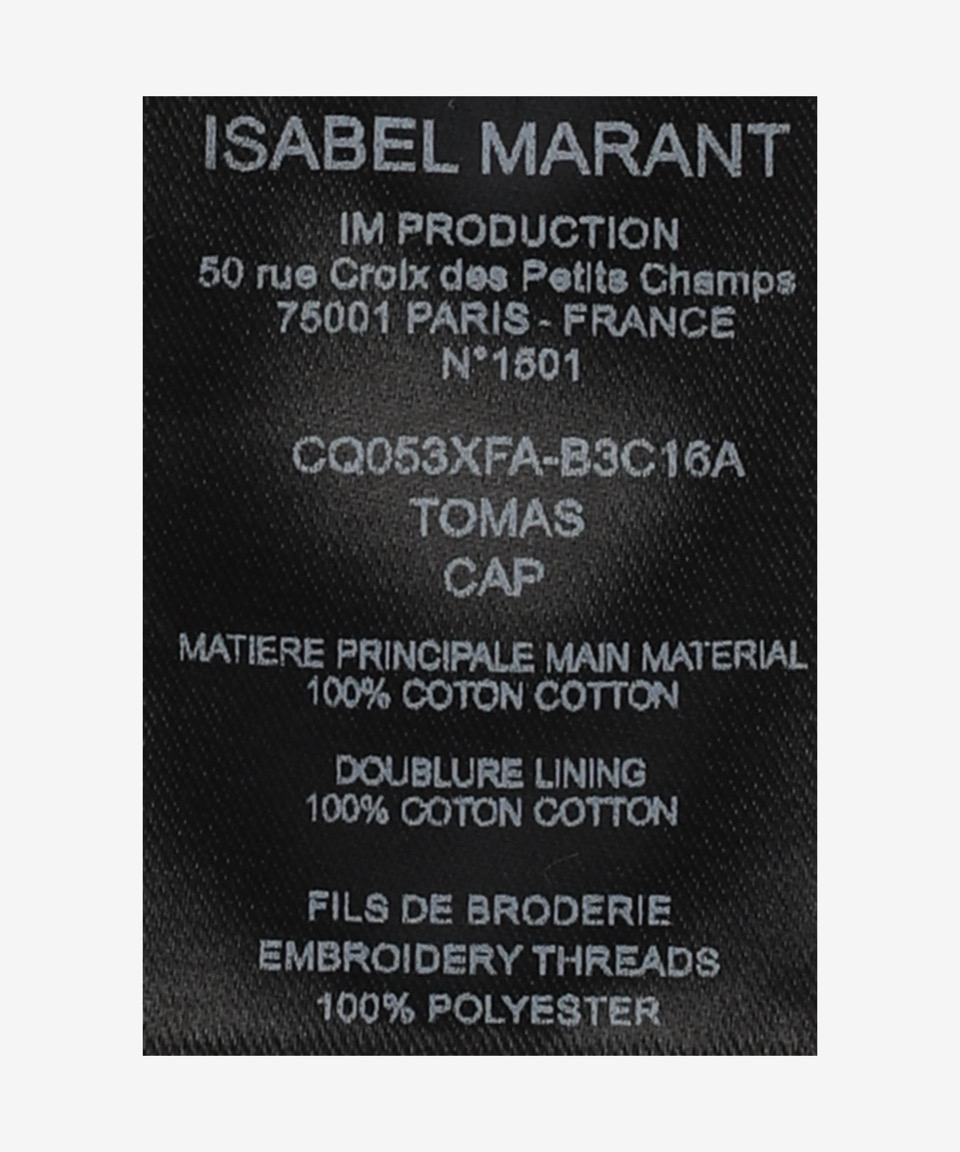 ISABEL MARANT
IM PRODUCTION
50 rue Croix des Petits Champs
75001 PARIS - FRANCE
N°1501
CQ053XFA-B3C16A
TOMAS
CAP
MATIERE PRINCIPALE MAIN MATERIAL
100% COTON COTTON
DOUBLURE LINING
100% COTON COTTON
FILS DE BRODERIE
EMBROIDERY THREADS
100% POLYESTER